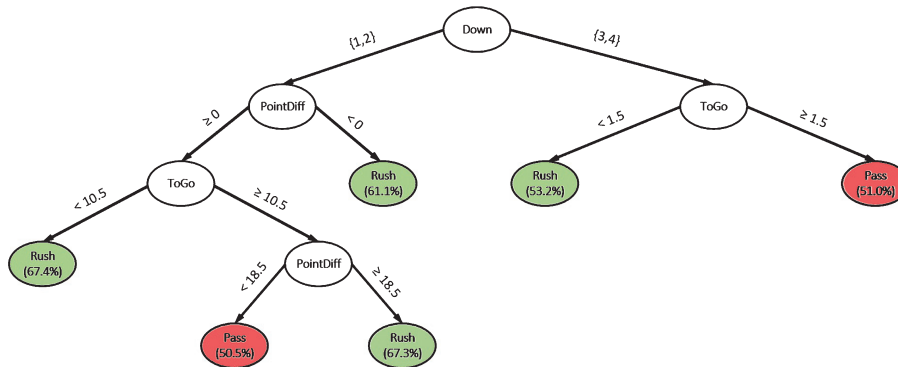 Down
{1,2}
{3,4}
PointDiff
ToGo
≥ 0
< 0
< 1.5
≥ 1.5
ToGo
Rush
(61.1%)
Rush
(53.2%)
Pass
(51.0%)
< 10.5
≥ 10.5
Rush
(67.4%)
PointDiff
< 18.5
≥ 18.5
Pass
(50.5%)
Rush
(67.3%)